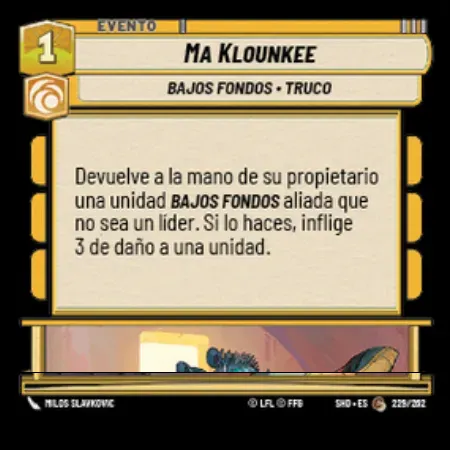 EVENTO
1
MA KLOUNKEE
BAJOS FONDOS • TRUCO
Devuelve a la mano de su propietario
una unidad BAJOS FONDOS aliada que
no sea un líder. Si lo haces, inflige
3 de daño a una unidad.
MILOS SLAVKOVIC © LFL © FFG SHD • ES 229/262